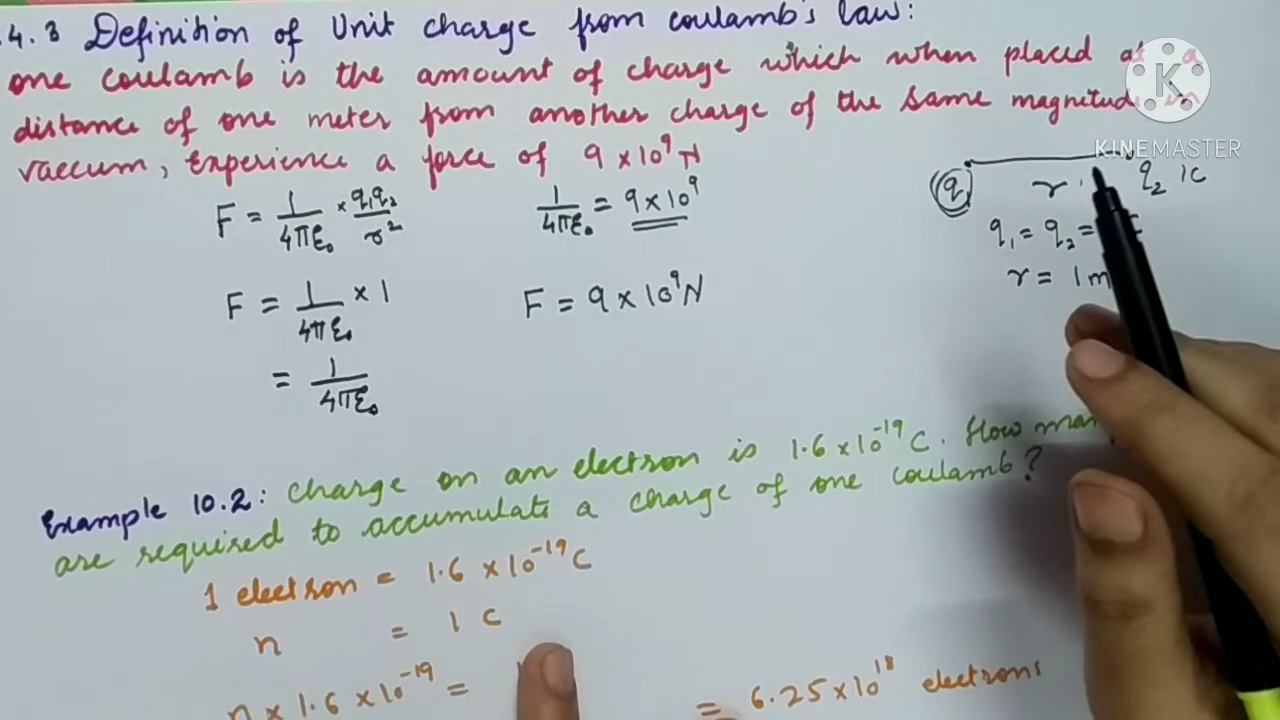 .4.3 Definition of Unit charge from coulamb's law:
one coulamb is the amount of charge which when placed at a
distance of one meter from another charge of the same magnitude in
vaccum, Experience a force of 9 × 10⁹ N
KINEMASTER
F = 1/4πε₀ × q₁q₂/r² 1/4πε₀ = 9 × 10⁹
q r q₂ 1C
q₁ = q₂ =
r = 1m
F = 1/4πε₀ × 1 F = 9 × 10⁹ N
= 1/4πε₀
Example 10.2: Charge on an electron is 1.6 × 10⁻¹⁹ C. How
are required to accumulate a charge of one coulamb?
1 electron = 1.6 × 10⁻¹⁹ C
n = 1 C
n × 1.6 × 10⁻¹⁹ =
= 6.25 × 10¹⁸ electrons